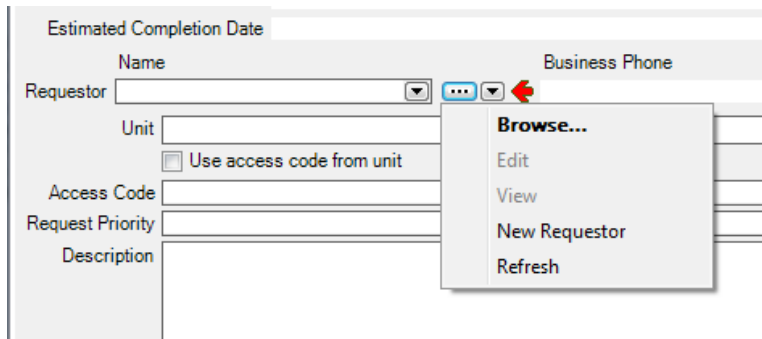 Estimated Completion Date
Name Business Phone
Requestor
Browse...
Unit
Use access code from unit
Edit
Access Code
View
Request Priority
New Requestor
Description
Refresh